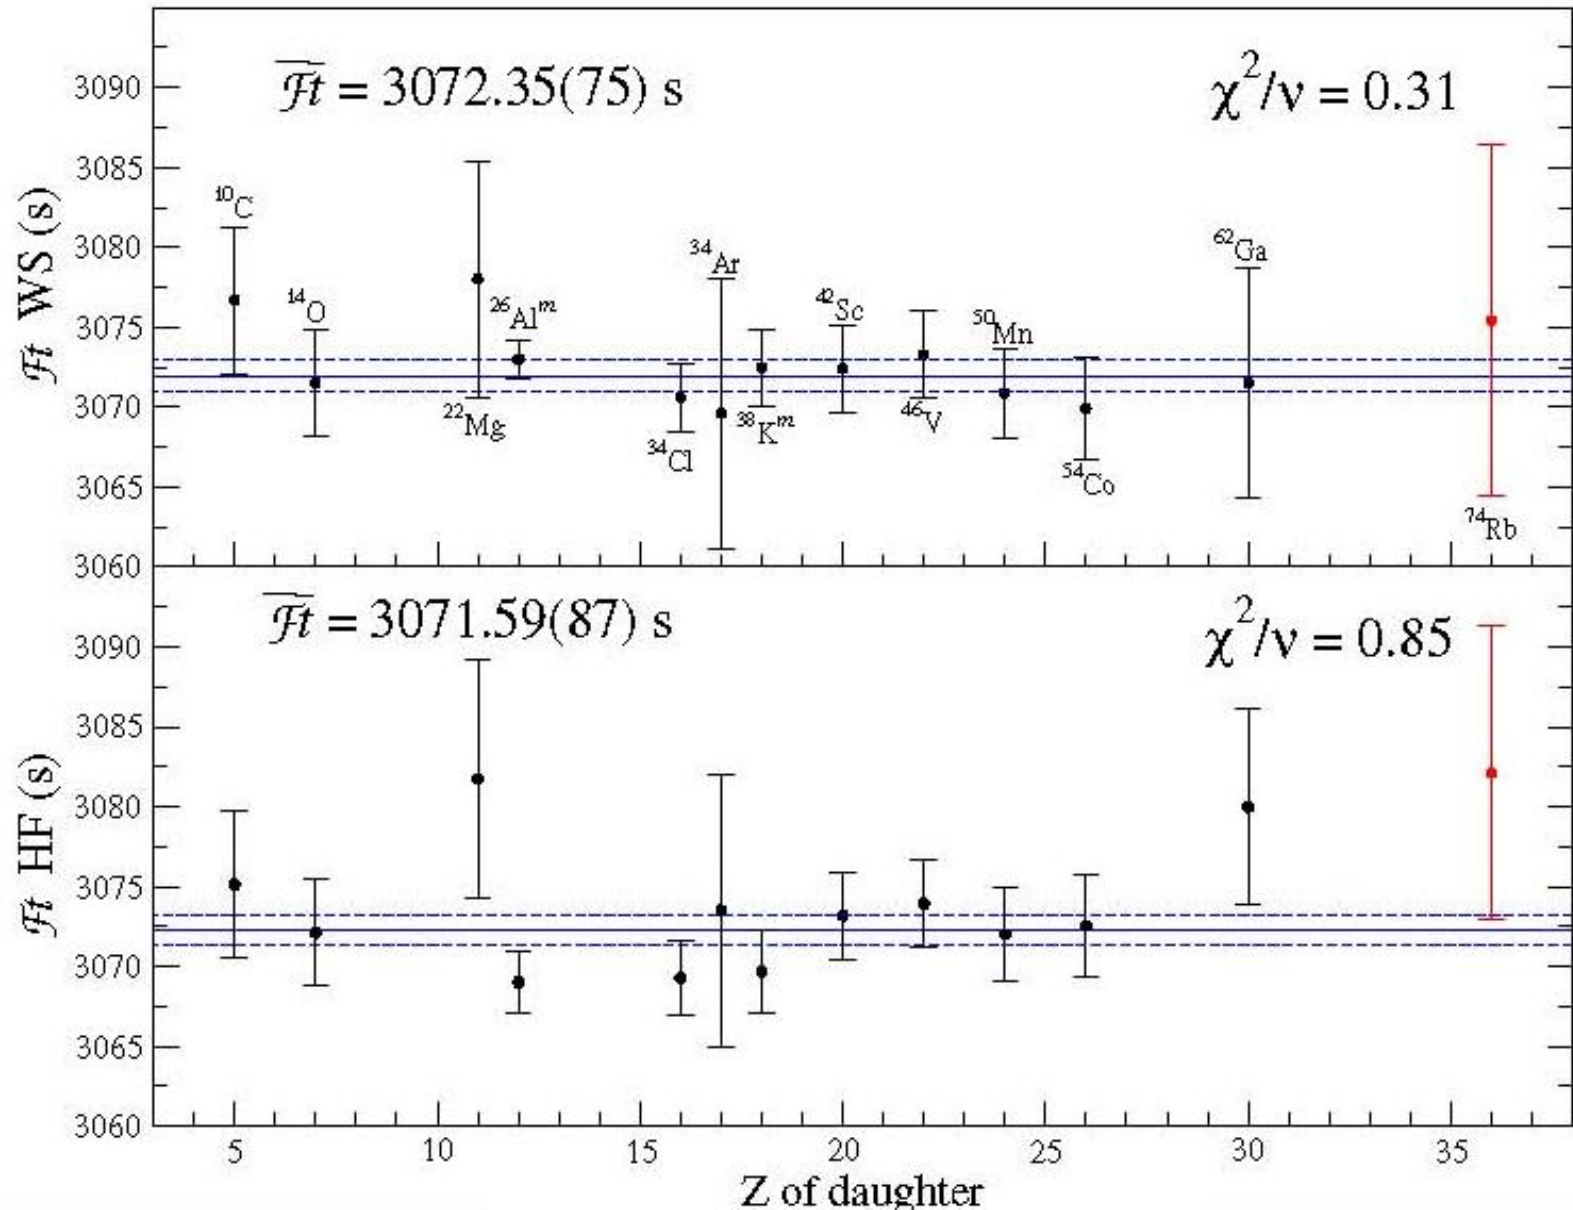 ℱt WS (s)
3090
3085
3080
3075
3070
3065
3060
ℱt = 3072.35(75) s
χ²/ν = 0.31
¹⁰C
¹⁴O
²²Mg
²⁶Alᵐ
³⁴Cl
³⁴Ar
³⁸Kᵐ
⁴²Sc
⁴⁶V
⁵⁰Mn
⁵⁴Co
⁶²Ga
⁷⁴Rb
ℱt HF (s)
3090
3085
3080
3075
3070
3065
3060
ℱt = 3071.59(87) s
χ²/ν = 0.85
5 10 15 20 25 30 35
Z of daughter